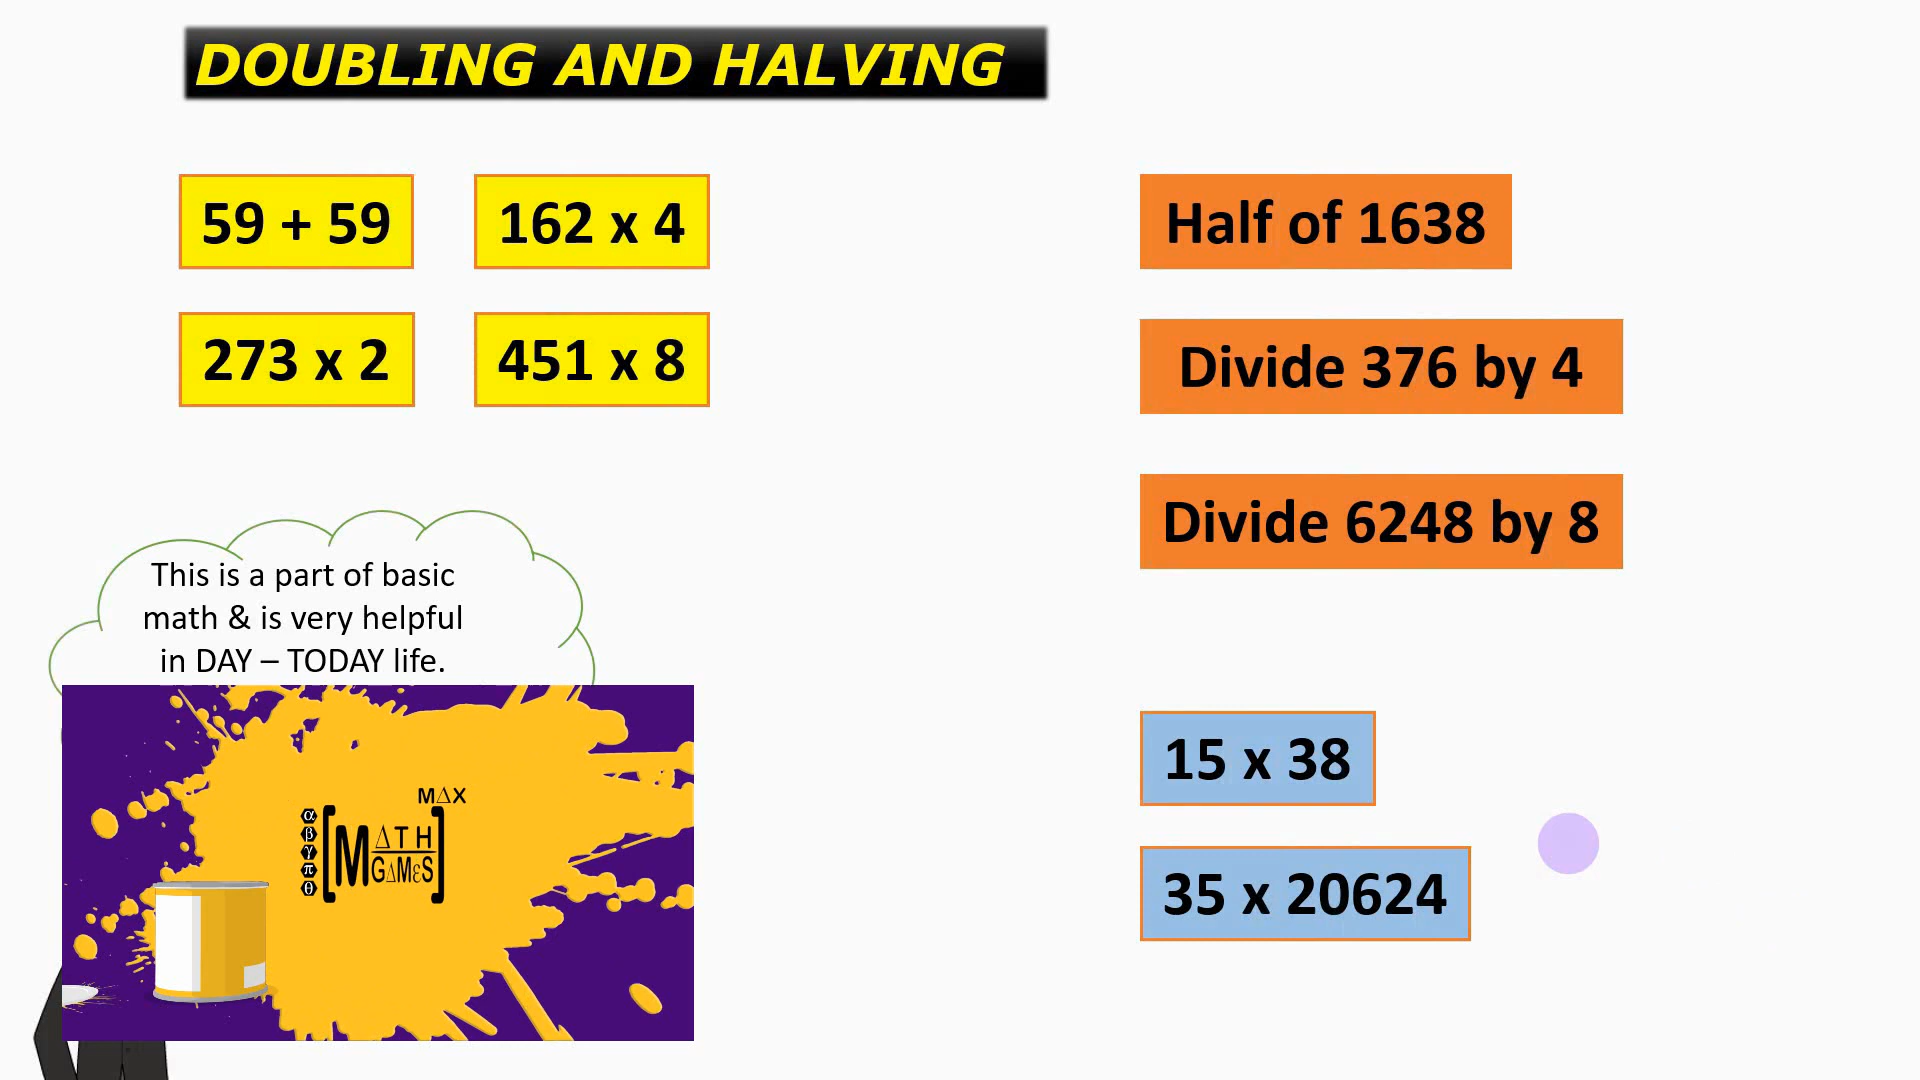 DOUBLING AND HALVING
59 + 59
162 x 4
273 x 2
451 x 8
Half of 1638
Divide 376 by 4
Divide 6248 by 8
This is a part of basic
math & is very helpful
in DAY – TODAY life.
15 x 38
35 x 20624
MΔX
α
β
γ
π
θ
[MΔTH
GΔMεS]